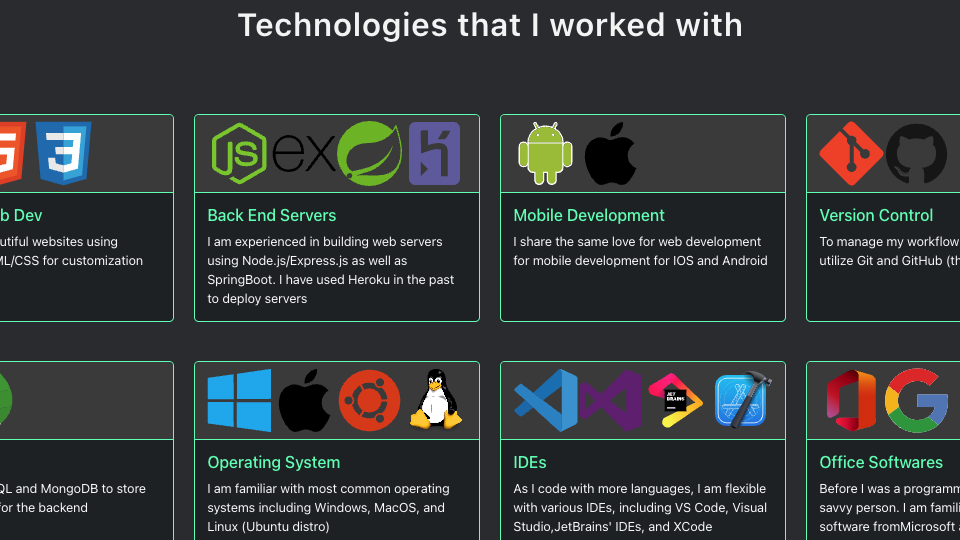 Technologies that I worked with
JS
ex
b Dev
utiful websites using
ML/CSS for customization
Back End Servers
I am experienced in building web servers
using Node.js/Express.js as well as
SpringBoot. I have used Heroku in the past
to deploy servers
Mobile Development
I share the same love for web development
for mobile development for IOS and Android
Version Control
To manage my workflow
utilize Git and GitHub (th
JET
BRAINS
QL and MongoDB to store
for the backend
Operating System
I am familiar with most common operating
systems including Windows, MacOS, and
Linux (Ubuntu distro)
IDEs
As I code with more languages, I am flexible
with various IDEs, including VS Code, Visual
Studio,JetBrains' IDEs, and XCode
Office Softwares
Before I was a programm
savvy person. I am famili
software fromMicrosoft a